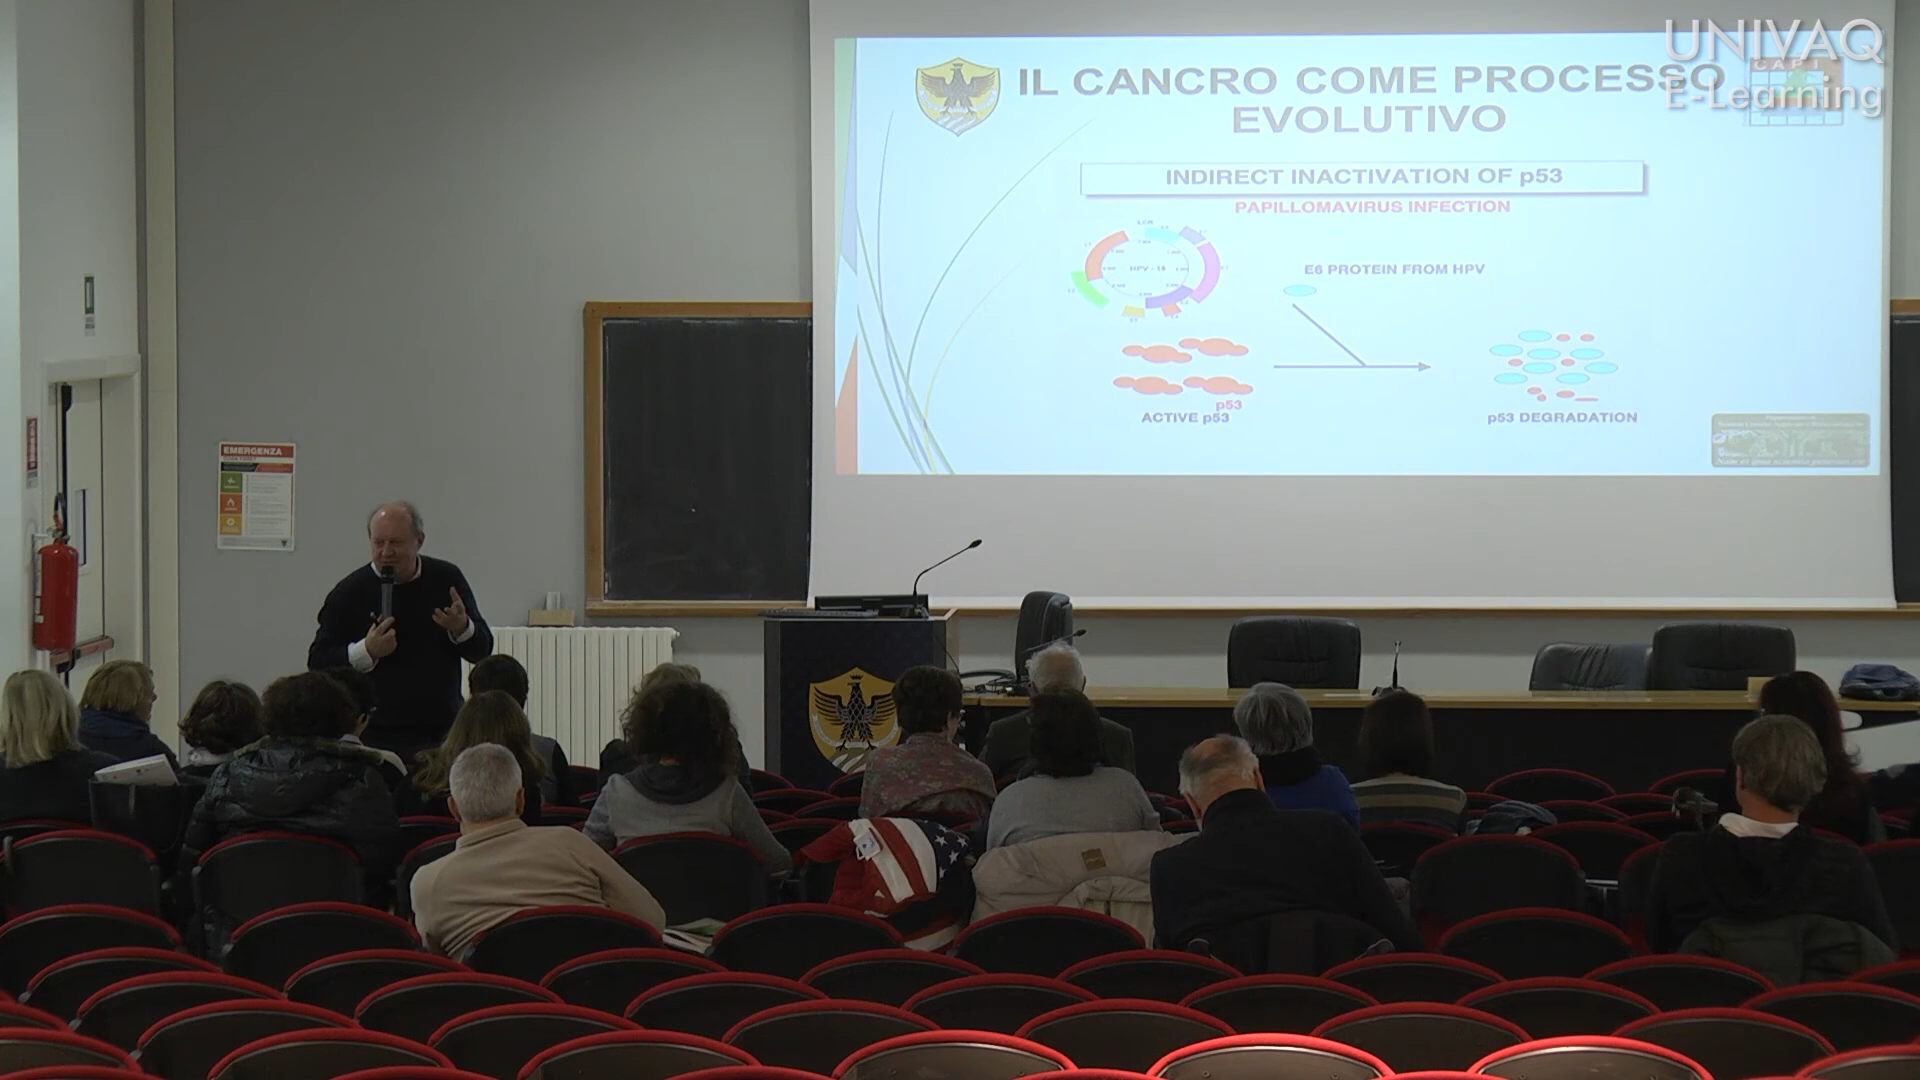 UNIVAQ
E-Learning
IL CANCRO COME PROCESSO
EVOLUTIVO
INDIRECT INACTIVATION OF p53
PAPILLOMAVIRUS INFECTION
E6 PROTEIN FROM HPV
p53
ACTIVE p53
p53 DEGRADATION
EMERGENZA